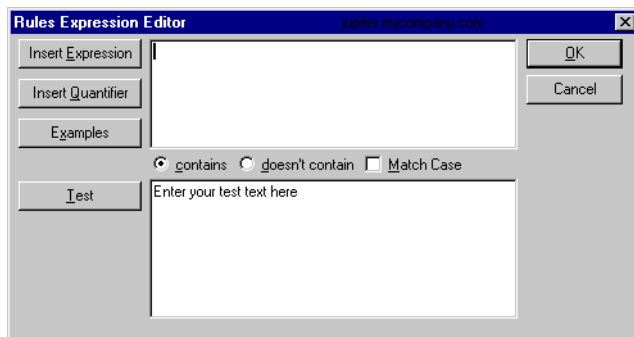 Rules Expression Editor jupiter.mycompany.com
Insert Expression
OK
Insert Quantifier
Cancel
Examples
contains doesn't contain Match Case
Test
Enter your test text here